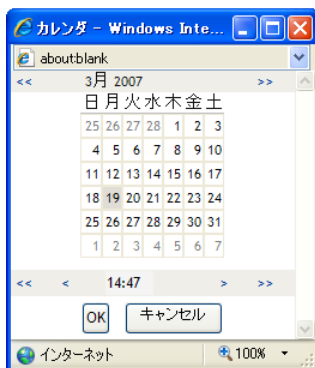 カレンダ - Windows Inte...
about:blank
<< 3月 2007 >>
日 月 火 水 木 金 土
25 26 27 28 1 2 3
4 5 6 7 8 9 10
11 12 13 14 15 16 17
18 19 20 21 22 23 24
25 26 27 28 29 30 31
1 2 3 4 5 6 7
<< < 14:47 > >>
OK キャンセル
インターネット 100%